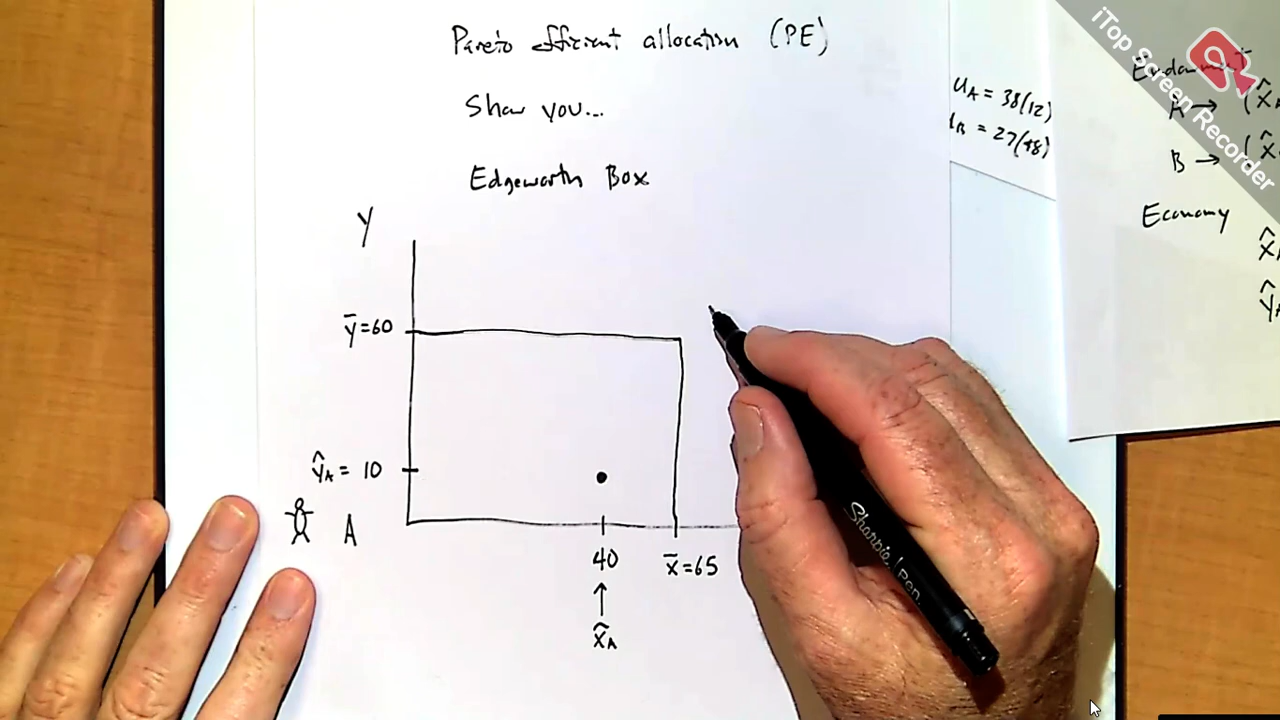 Pareto efficient allocation (PE)
Show you...
Edgeworth Box
Y
ȳ=60
ŷA = 10
A
40
x̄=65
↑
x̂A
uA = 38(12)
uB = 27(48)
A → (x̂A
B → (x̂
Economy
x̂A
ŷA
iTop Screen Recorder
Sharpie Pen.